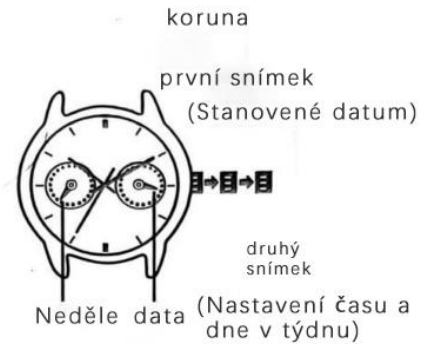 koruna
první snímek
(Stanovené datum)
druhý
snímek
Neděle data (Nastavení času a
dne v týdnu)